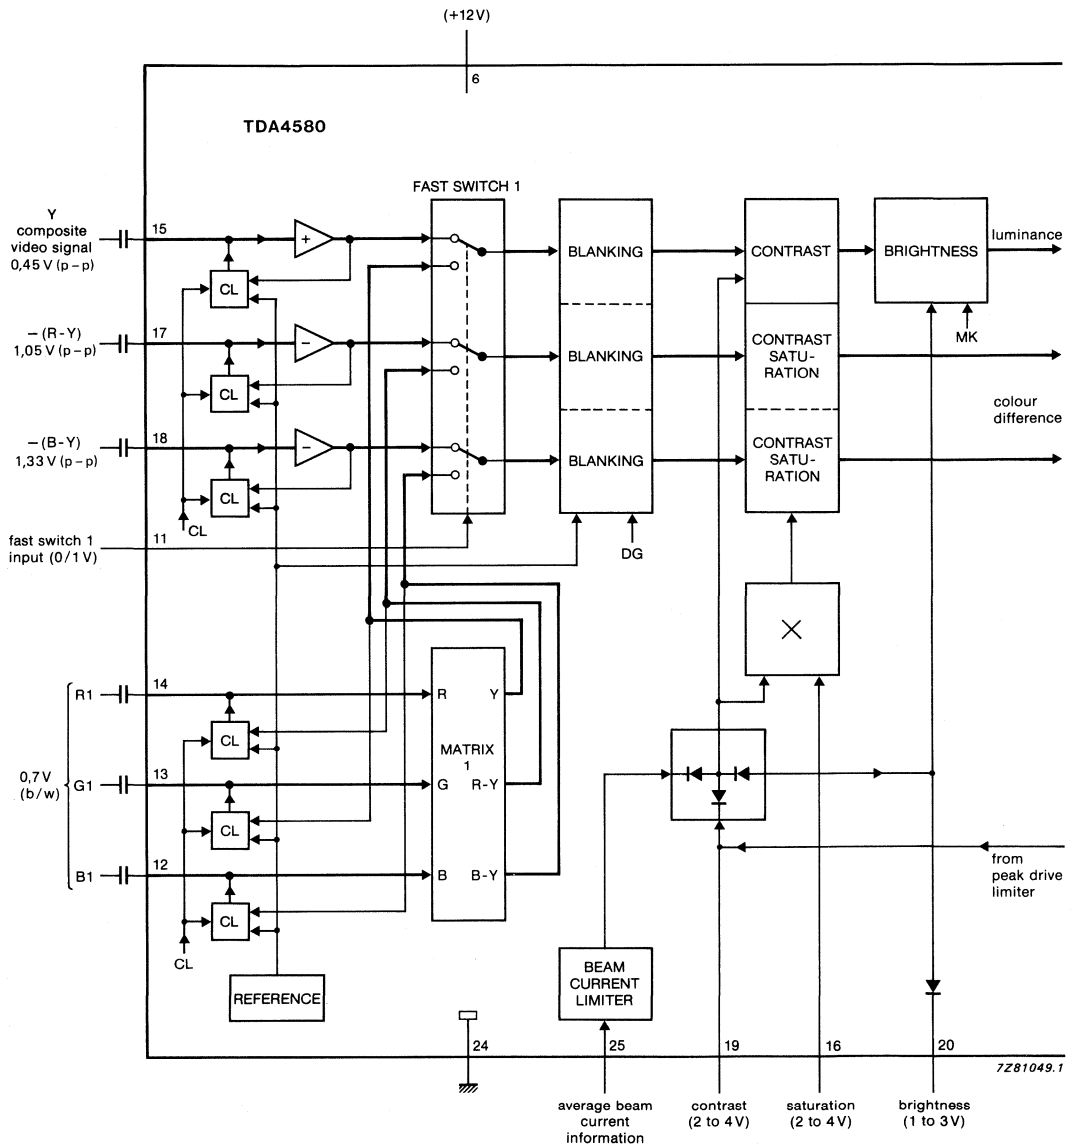 (+12V)
6
TDA4580
FAST SWITCH 1
Y
composite
video signal
0,45 V (p–p)
15
+
CL
BLANKING
CONTRAST
BRIGHTNESS
luminance
–(R-Y)
1,05 V (p–p)
17
–
CL
BLANKING
CONTRAST
SATU-
RATION
MK
colour
difference
–(B-Y)
1,33 V (p–p)
18
–
CL
BLANKING
CONTRAST
SATU-
RATION
CL
fast switch 1
input (0/1 V)
11
DG
×
R1
14
R
Y
CL
MATRIX
1
0,7 V
(b/w)
G1
13
G
R-Y
CL
from
peak drive
limiter
B1
12
B
B-Y
CL
CL
REFERENCE
BEAM
CURRENT
LIMITER
24
25
19
16
20
7Z81049.1
average beam
current
information
contrast
(2 to 4 V)
saturation
(2 to 4 V)
brightness
(1 to 3 V)